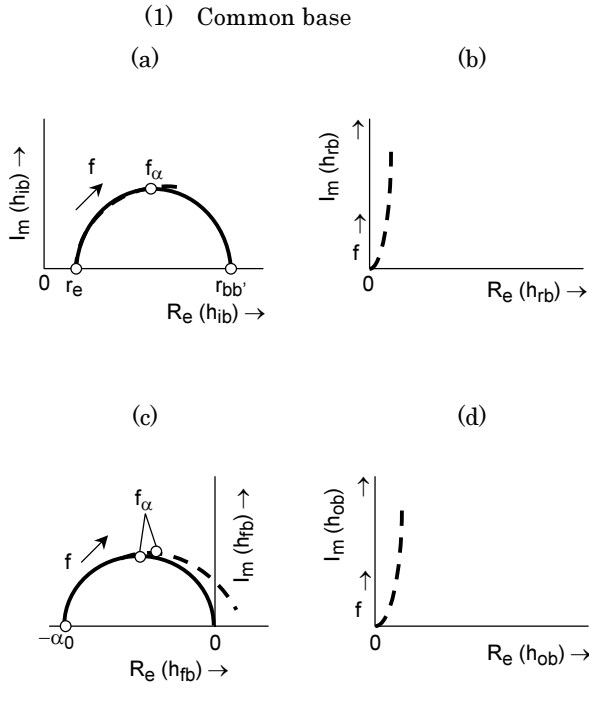 (1) Common base
(a)
(b)
Im (hib) →
f
fα
0 re rbb'
Re (hib) →
Im (hrb) →
f →
0
Re (hrb) →
(c)
(d)
fα
f
Im (hfb) →
−α0 0
Re (hfb) →
Im (hob) →
f →
0
Re (hob) →